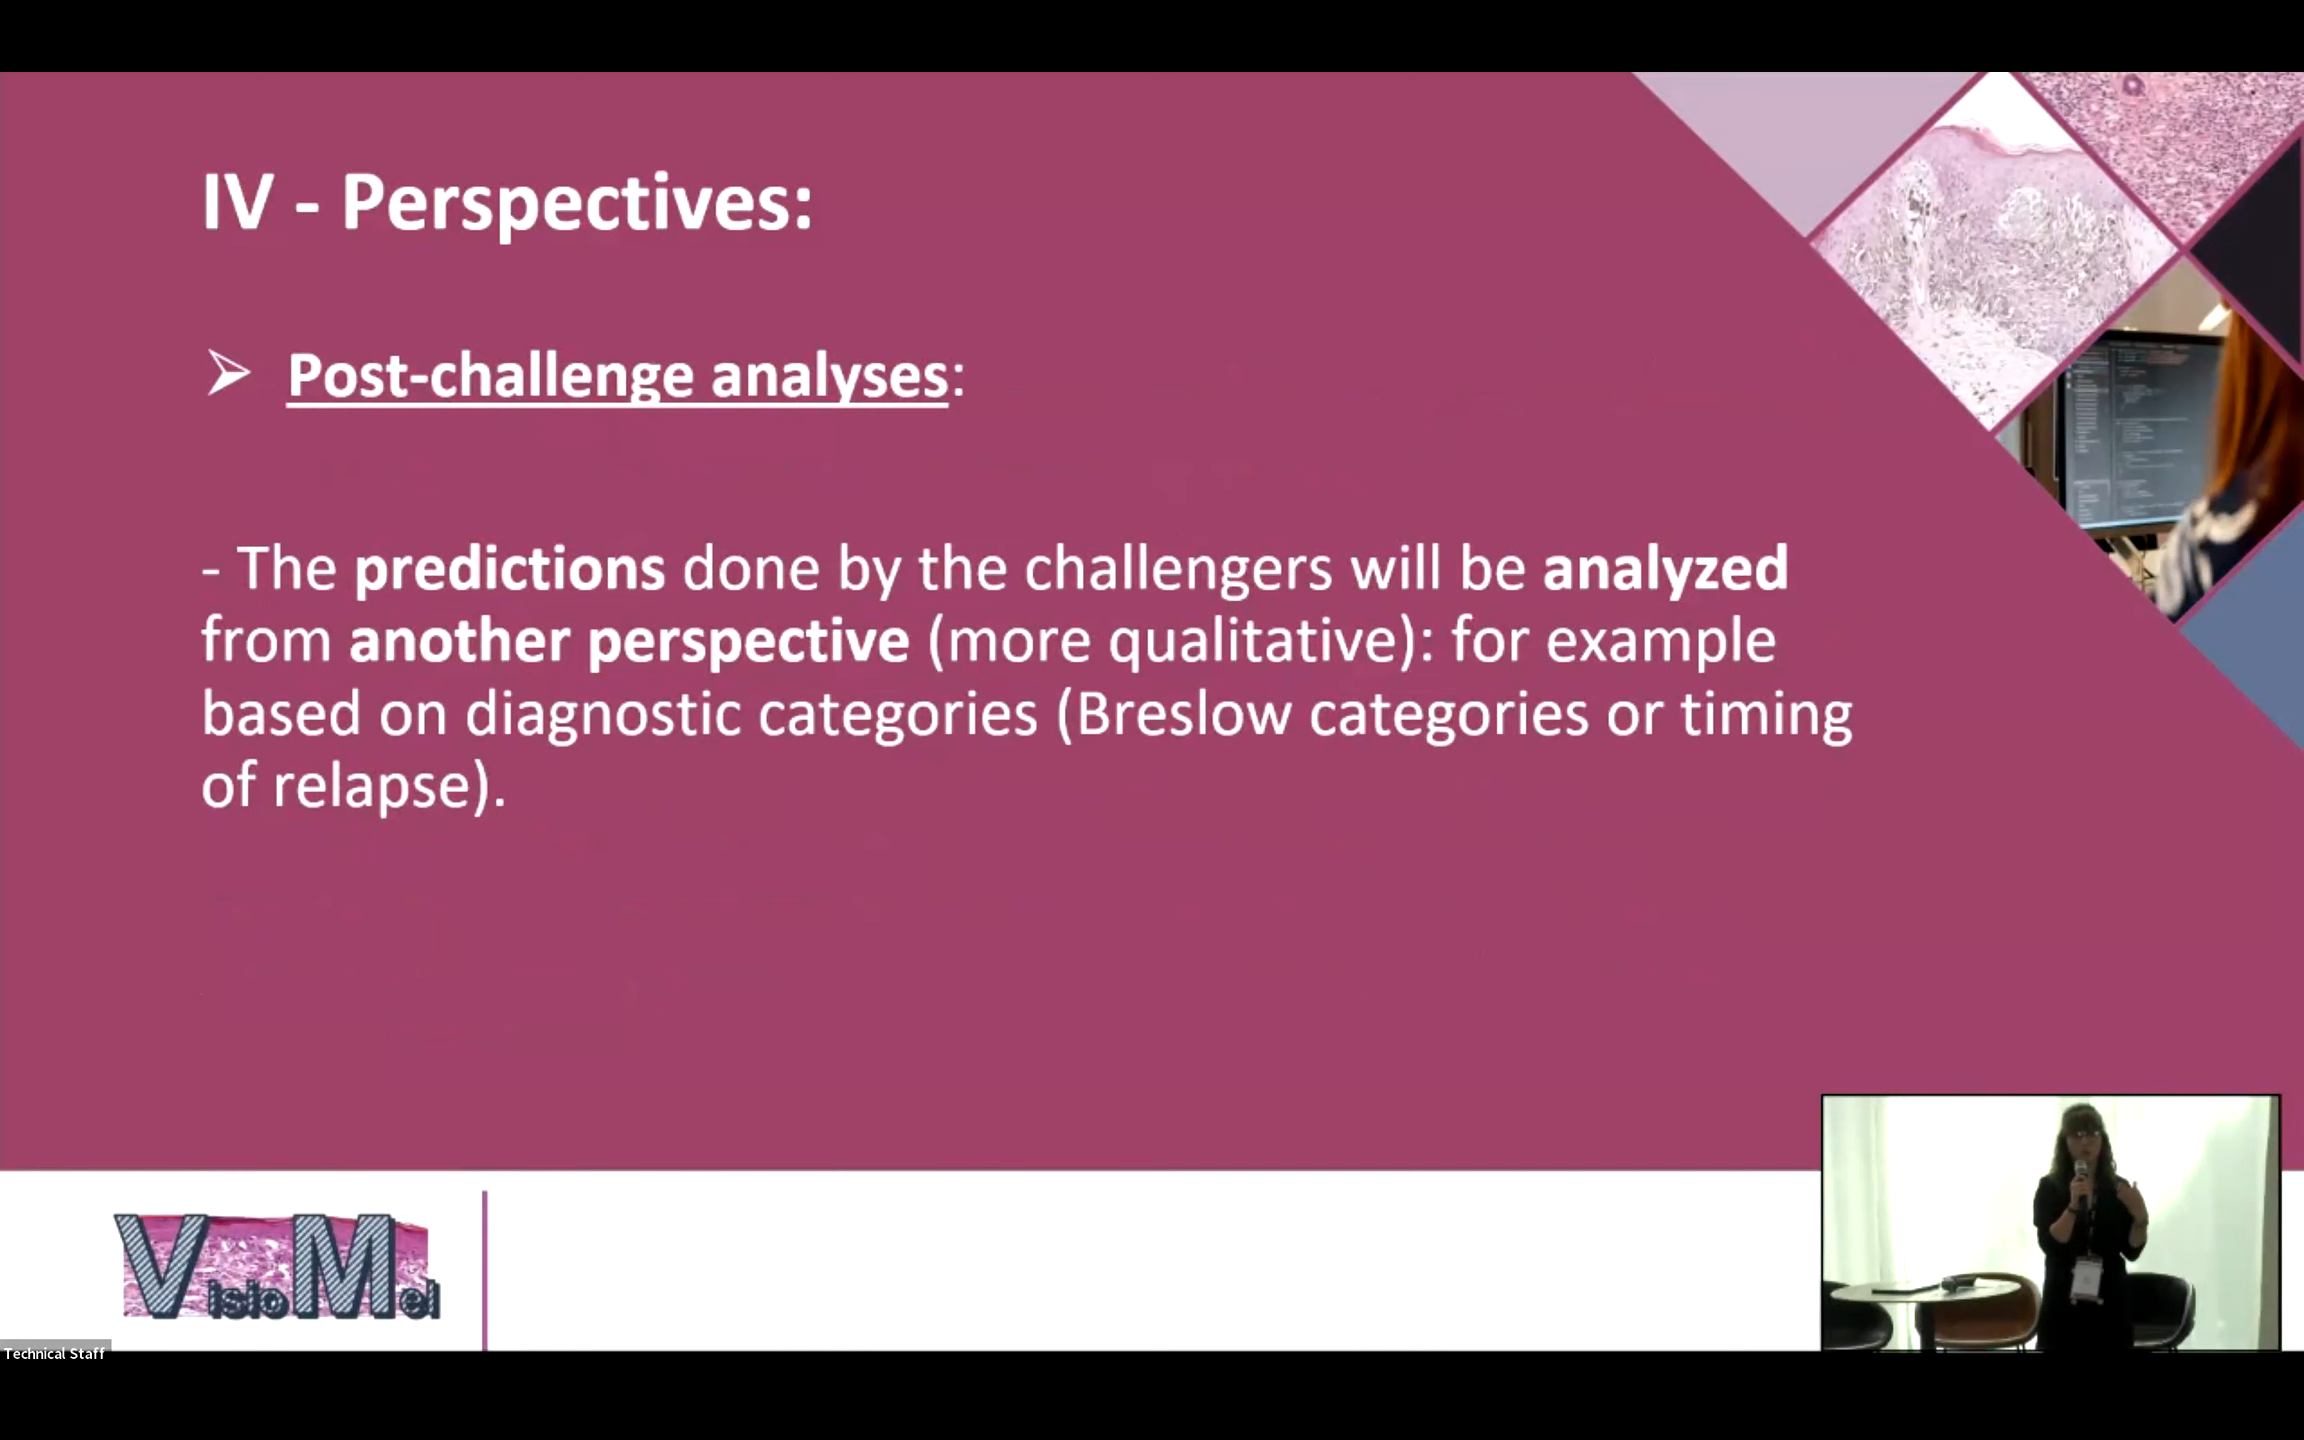 IV - Perspectives:
➢ Post-challenge analyses:
- The predictions done by the challengers will be analyzed
from another perspective (more qualitative): for example
based on diagnostic categories (Breslow categories or timing
of relapse).
VisioMel
Technical Staff